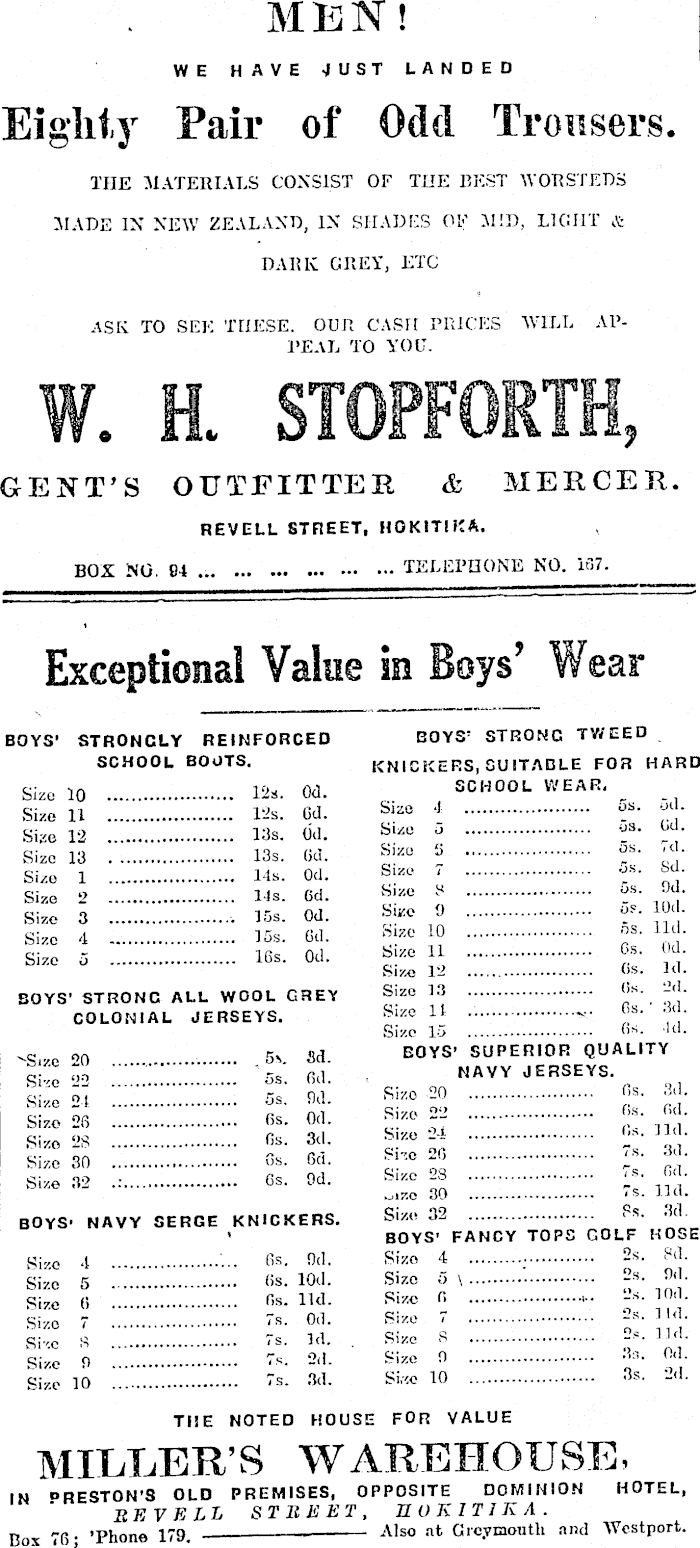 MEN!
WE HAVE JUST LANDED
Eighty Pair of Odd Trousers.
THE MATERIALS CONSIST OF THE BEST WORSTEDS
MADE IN NEW ZEALAND, IN SHADES OF MID, LIGHT &
DARK GREY, ETC
ASK TO SEE THESE. OUR CASH PRICES WILL AP-
PEAL TO YOU.
W. H. STOPFORTH,
GENT'S OUTFITTER & MERCER.
REVELL STREET, HOKITIKA.
BOX NO. 94 ... ... ... ... ... ... TELEPHONE NO. 167.
Exceptional Value in Boys' Wear
BOYS' STRONGLY REINFORCED
SCHOOL BOOTS.
Size 10 ..................... 12s. 0d.
Size 11 ..................... 12s. 6d.
Size 12 ..................... 13s. 0d.
Size 13 ..................... 13s. 6d.
Size 1 ..................... 14s. 0d.
Size 2 ..................... 14s. 6d.
Size 3 ..................... 15s. 0d.
Size 4 ..................... 15s. 6d.
Size 5 ..................... 16s. 0d.
BOYS' STRONG ALL WOOL GREY
COLONIAL JERSEYS.
Size 20 ..................... 5s. 3d.
Size 22 ..................... 5s. 6d.
Size 24 ..................... 5s. 9d.
Size 26 ..................... 6s. 0d.
Size 28 ..................... 6s. 3d.
Size 30 ..................... 6s. 6d.
Size 32 ..................... 6s. 9d.
BOYS' NAVY SERGE KNICKERS.
Size 4 ..................... 6s. 9d.
Size 5 ..................... 6s. 10d.
Size 6 ..................... 6s. 11d.
Size 7 ..................... 7s. 0d.
Size 8 ..................... 7s. 1d.
Size 9 ..................... 7s. 2d.
Size 10 ..................... 7s. 3d.
BOYS' STRONG TWEED
KNICKERS, SUITABLE FOR HARD
SCHOOL WEAR.
Size 4 ..................... 5s. 5d.
Size 5 ..................... 5s. 6d.
Size 6 ..................... 5s. 7d.
Size 7 ..................... 5s. 8d.
Size 8 ..................... 5s. 9d.
Size 9 ..................... 5s. 10d.
Size 10 ..................... 5s. 11d.
Size 11 ..................... 6s. 0d.
Size 12 ..................... 6s. 1d.
Size 13 ..................... 6s. 2d.
Size 14 ..................... 6s. 3d.
Size 15 ..................... 6s. 4d.
BOYS' SUPERIOR QUALITY
NAVY JERSEYS.
Size 20 ..................... 6s. 3d.
Size 22 ..................... 6s. 6d.
Size 24 ..................... 6s. 11d.
Size 26 ..................... 7s. 3d.
Size 28 ..................... 7s. 6d.
Size 30 ..................... 7s. 11d.
Size 32 ..................... 8s. 3d.
BOYS' FANCY TOPS GOLF HOSE
Size 4 ..................... 2s. 8d.
Size 5 ..................... 2s. 9d.
Size 6 ..................... 2s. 10d.
Size 7 ..................... 2s. 11d.
Size 8 ..................... 2s. 11d.
Size 9 ..................... 3s. 0d.
Size 10 ..................... 3s. 2d.
THE NOTED HOUSE FOR VALUE
MILLER'S WAREHOUSE,
IN PRESTON'S OLD PREMISES, OPPOSITE DOMINION HOTEL,
REVELL STREET, HOKITIKA.
Box 76; 'Phone 179. Also at Greymouth and Westport.